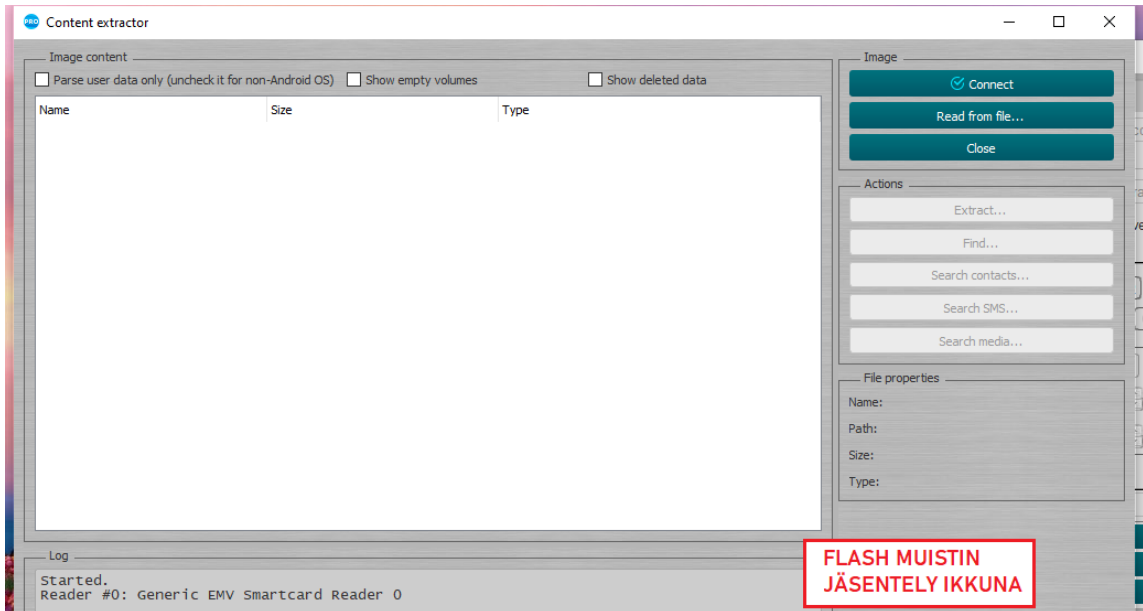 PRO Content extractor
Image content
Parse user data only (uncheck it for non-Android OS) Show empty volumes Show deleted data
Name Size Type
Image
Connect
Read from file...
Close
Actions
Extract...
Find...
Search contacts...
Search SMS...
Search media...
File properties
Name:
Path:
Size:
Type:
Log
Started.
Reader #0: Generic EMV Smartcard Reader 0
FLASH MUISTIN
JÄSENTELY IKKUNA